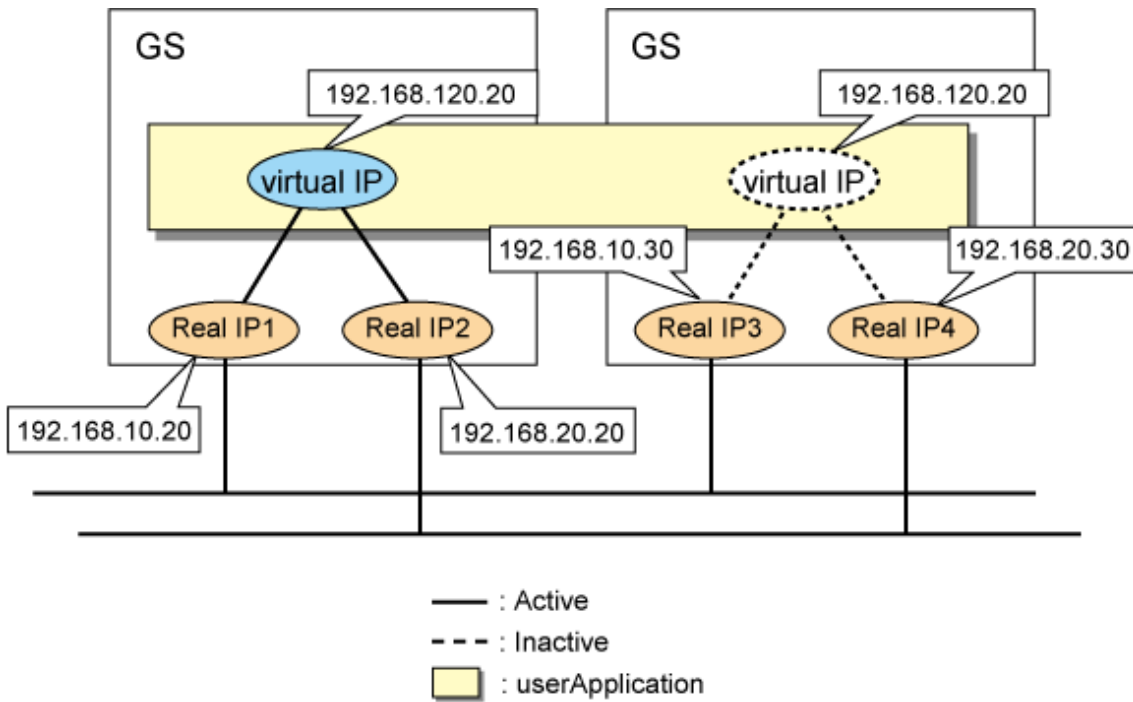 GS
GS
192.168.120.20
192.168.120.20
virtual IP
virtual IP
192.168.10.30
192.168.20.30
Real IP1
Real IP2
Real IP3
Real IP4
192.168.10.20
192.168.20.20
: Active
: Inactive
: userApplication